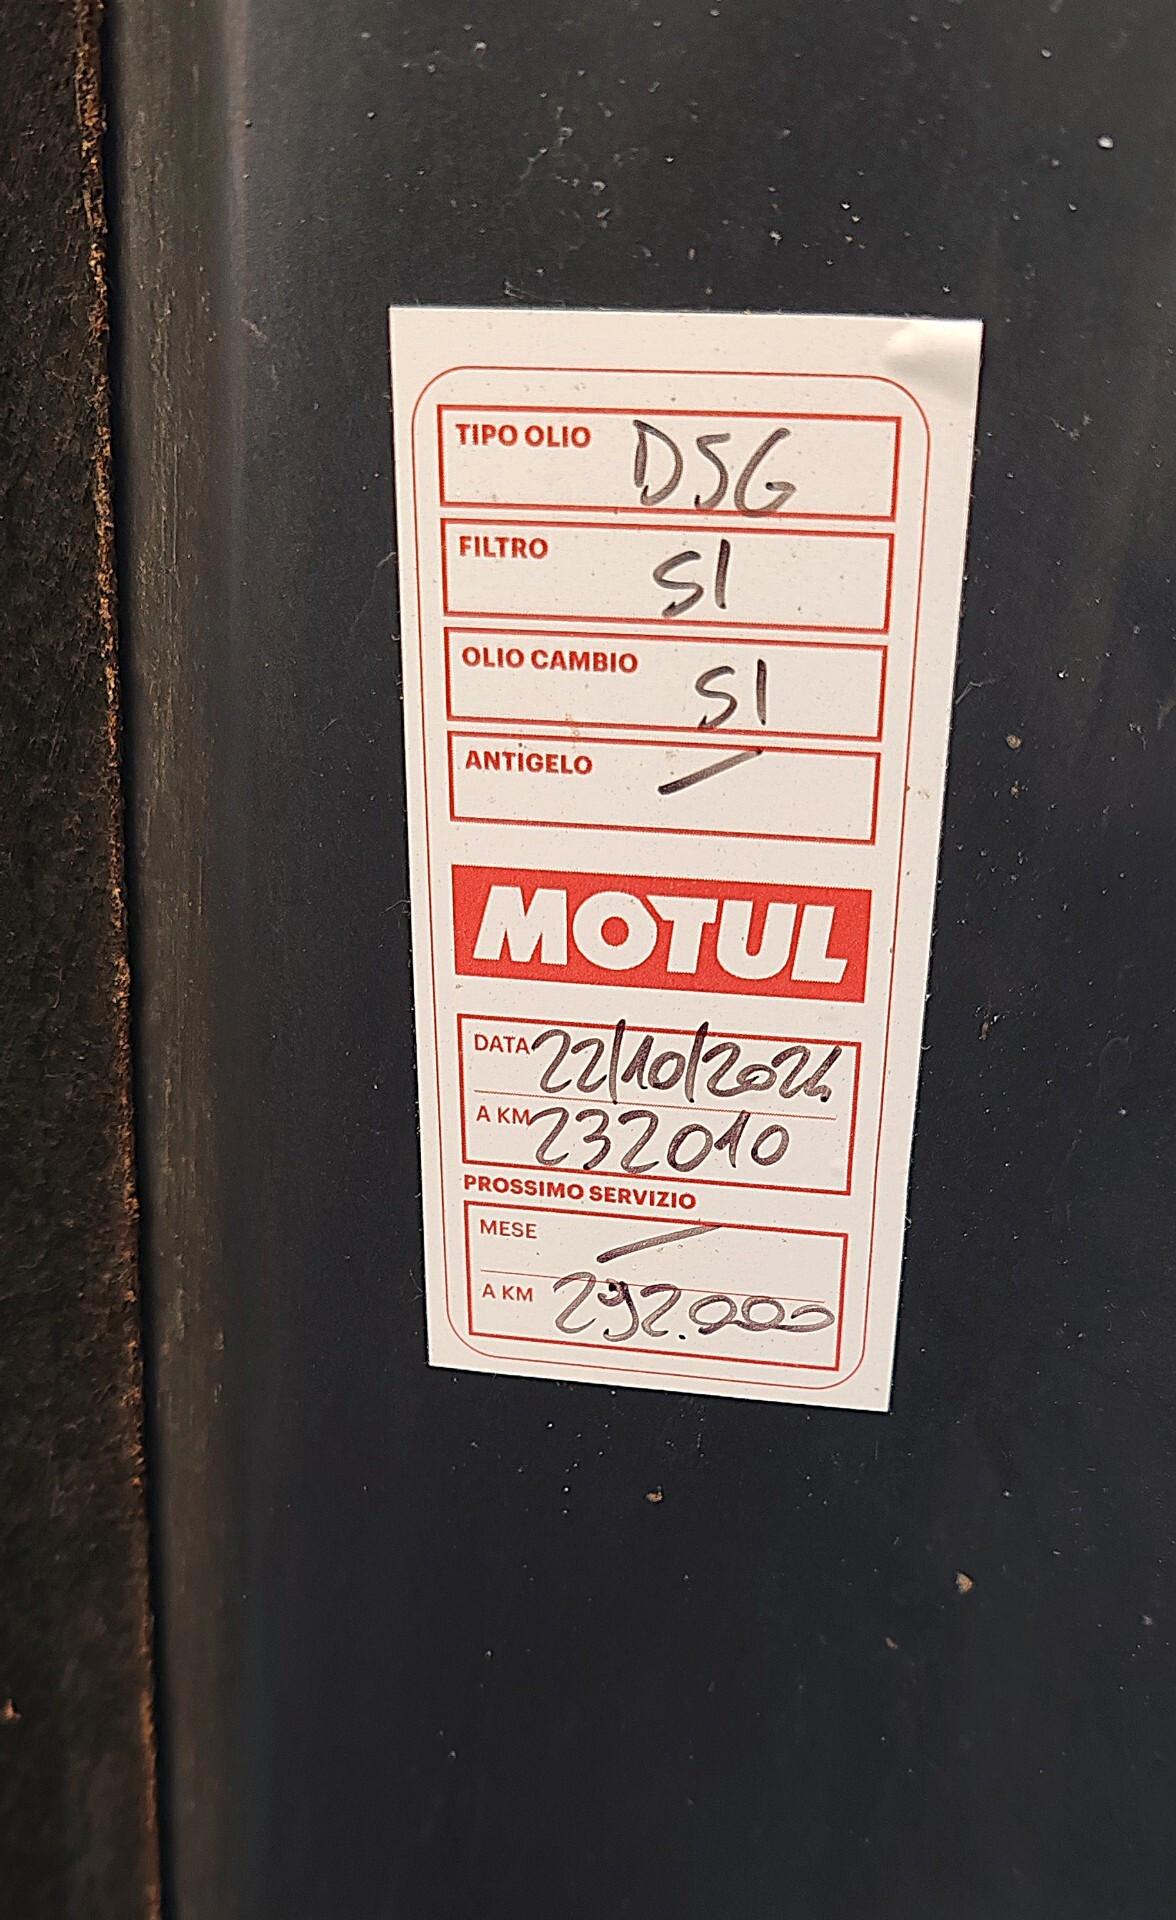 TIPO OLIO DSG
FILTRO SI
OLIO CAMBIO SI
ANTIGELO /
MOTUL
DATA 22/10/2024
A KM 232010
PROSSIMO SERVIZIO
MESE /
A KM 292.000